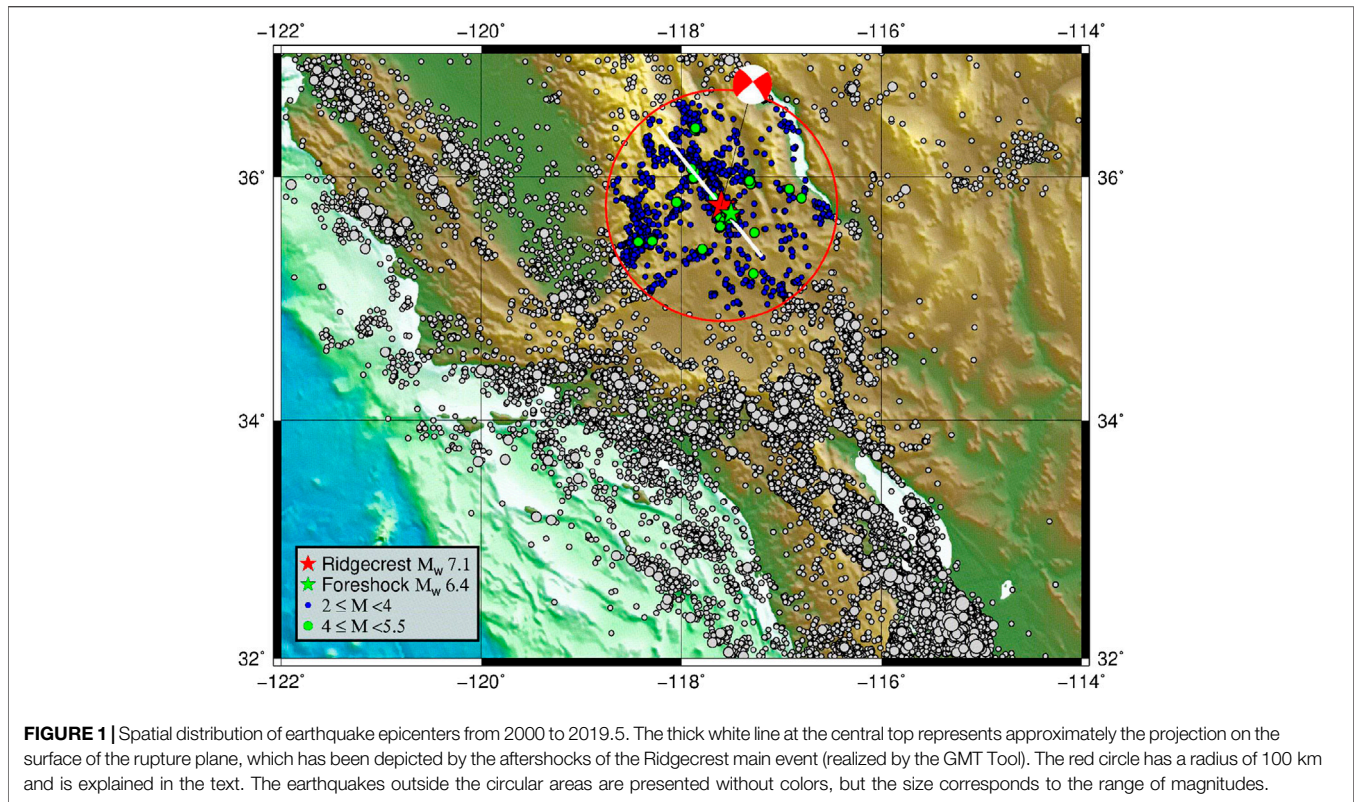 −122˚ −120˚ −118˚ −116˚ −114˚
36˚ 36˚
34˚ 34˚
32˚ 32˚
Ridgecrest Mw 7.1
Foreshock Mw 6.4
2 ≤ M <4
4 ≤ M <5.5
−122˚ −120˚ −118˚ −116˚ −114˚
FIGURE 1 | Spatial distribution of earthquake epicenters from 2000 to 2019.5. The thick white line at the central top represents approximately the projection on the
surface of the rupture plane, which has been depicted by the aftershocks of the Ridgecrest main event (realized by the GMT Tool). The red circle has a radius of 100 km
and is explained in the text. The earthquakes outside the circular areas are presented without colors, but the size corresponds to the range of magnitudes.